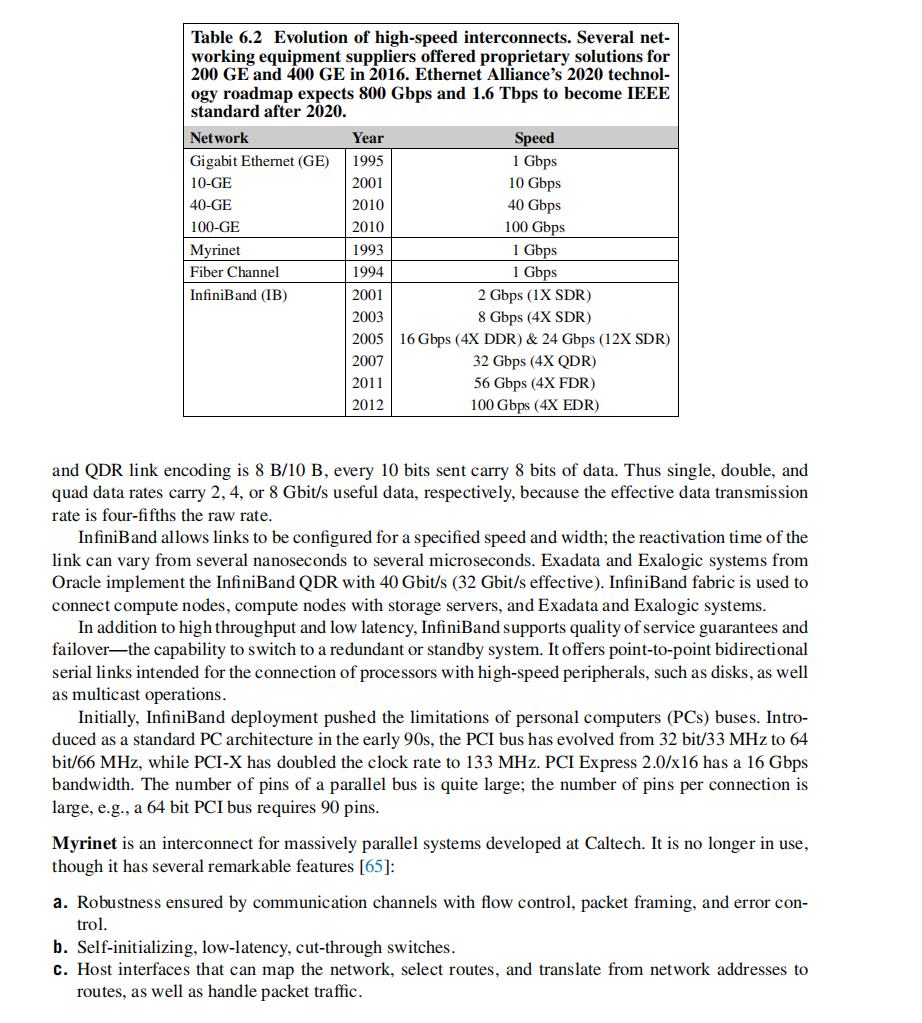 Table 6.2 Evolution of high-speed interconnects. Several net-
working equipment suppliers offered proprietary solutions for
200 GE and 400 GE in 2016. Ethernet Alliance's 2020 technol-
ogy roadmap expects 800 Gbps and 1.6 Tbps to become IEEE
standard after 2020.
Network Year Speed
Gigabit Ethernet (GE) 1995 1 Gbps
10-GE 2001 10 Gbps
40-GE 2010 40 Gbps
100-GE 2010 100 Gbps
Myrinet 1993 1 Gbps
Fiber Channel 1994 1 Gbps
InfiniBand (IB) 2001 2 Gbps (1X SDR)
2003 8 Gbps (4X SDR)
2005 16 Gbps (4X DDR) & 24 Gbps (12X SDR)
2007 32 Gbps (4X QDR)
2011 56 Gbps (4X FDR)
2012 100 Gbps (4X EDR)
and QDR link encoding is 8 B/10 B, every 10 bits sent carry 8 bits of data. Thus single, double, and
quad data rates carry 2, 4, or 8 Gbit/s useful data, respectively, because the effective data transmission
rate is four-fifths the raw rate.
InfiniBand allows links to be configured for a specified speed and width; the reactivation time of the
link can vary from several nanoseconds to several microseconds. Exadata and Exalogic systems from
Oracle implement the InfiniBand QDR with 40 Gbit/s (32 Gbit/s effective). InfiniBand fabric is used to
connect compute nodes, compute nodes with storage servers, and Exadata and Exalogic systems.
In addition to high throughput and low latency, InfiniBand supports quality of service guarantees and
failover—the capability to switch to a redundant or standby system. It offers point-to-point bidirectional
serial links intended for the connection of processors with high-speed peripherals, such as disks, as well
as multicast operations.
Initially, InfiniBand deployment pushed the limitations of personal computers (PCs) buses. Intro-
duced as a standard PC architecture in the early 90s, the PCI bus has evolved from 32 bit/33 MHz to 64
bit/66 MHz, while PCI-X has doubled the clock rate to 133 MHz. PCI Express 2.0/x16 has a 16 Gbps
bandwidth. The number of pins of a parallel bus is quite large; the number of pins per connection is
large, e.g., a 64 bit PCI bus requires 90 pins.
Myrinet is an interconnect for massively parallel systems developed at Caltech. It is no longer in use,
though it has several remarkable features [65]:
a. Robustness ensured by communication channels with flow control, packet framing, and error con-
trol.
b. Self-initializing, low-latency, cut-through switches.
c. Host interfaces that can map the network, select routes, and translate from network addresses to
routes, as well as handle packet traffic.